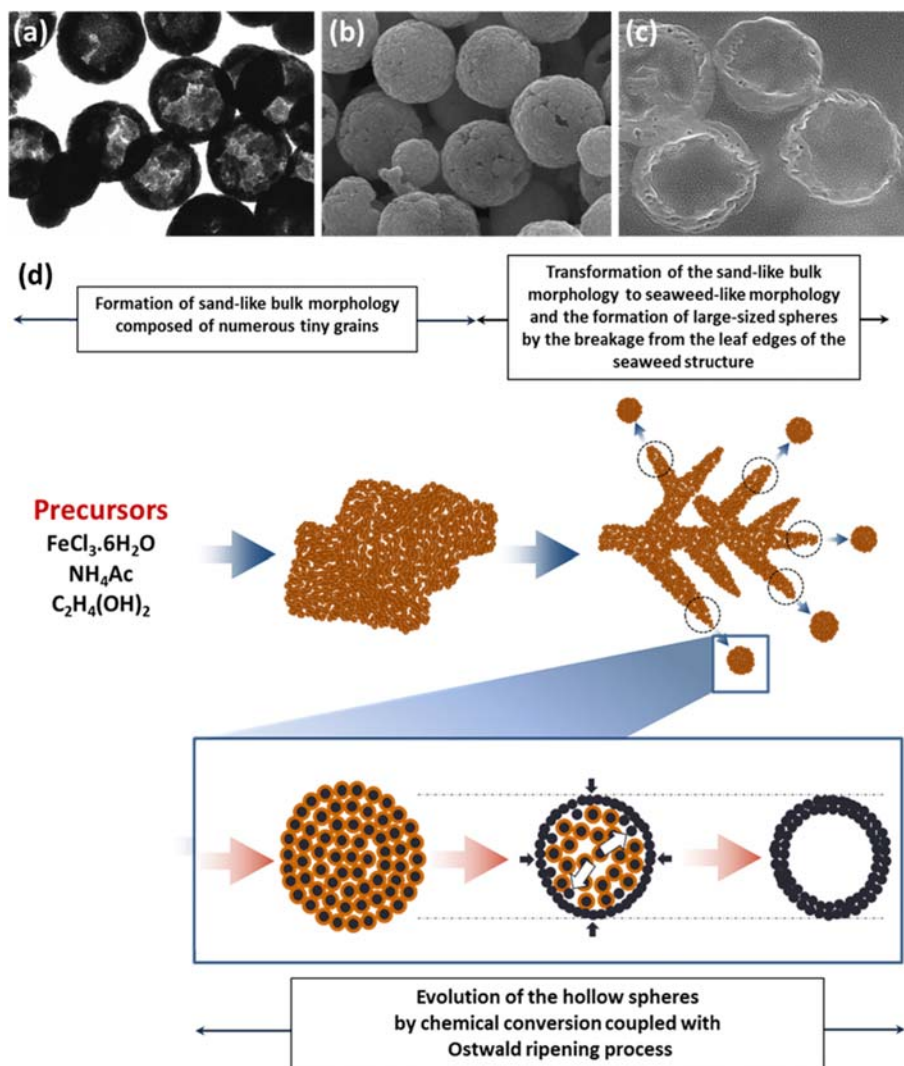 (a)
(b)
(c)
(d)
Formation of sand-like bulk morphology
composed of numerous tiny grains
Transformation of the sand-like bulk
morphology to seaweed-like morphology
and the formation of large-sized spheres
by the breakage from the leaf edges of the
seaweed structure
Precursors
FeCl₃.6H₂O
NH₄Ac
C₂H₄(OH)₂
Evolution of the hollow spheres
by chemical conversion coupled with
Ostwald ripening process